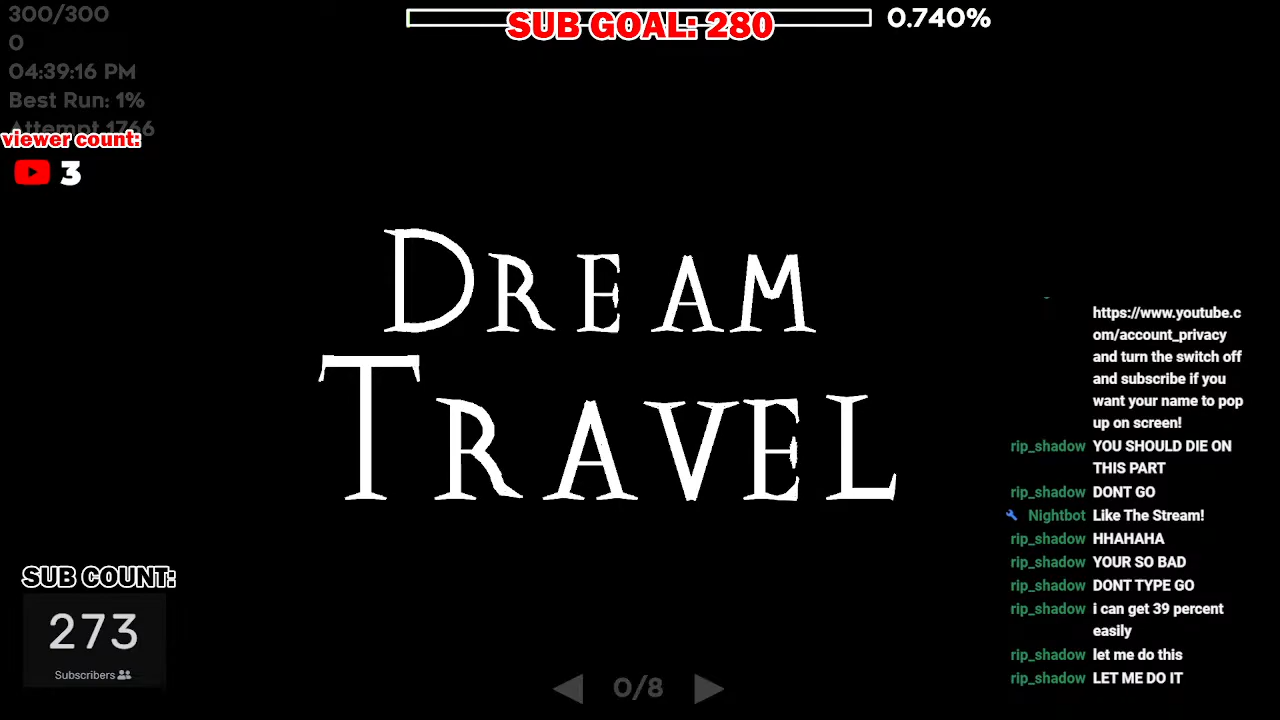 300/300
0
04:39:16 PM
Best Run: 1%
Attempt 1766
viewer count:
3
SUB GOAL: 280
0.740%
DREAM
TRAVEL
https://www.youtube.c
om/account_privacy
and turn the switch off
and subscribe if you
want your name to pop
up on screen!
rip_shadow YOU SHOULD DIE ON
THIS PART
rip_shadow DONT GO
Nightbot Like The Stream!
rip_shadow HHAHAHA
rip_shadow YOUR SO BAD
rip_shadow DONT TYPE GO
rip_shadow i can get 39 percent
easily
rip_shadow let me do this
rip_shadow LET ME DO IT
SUB COUNT:
273
Subscribers
0/8